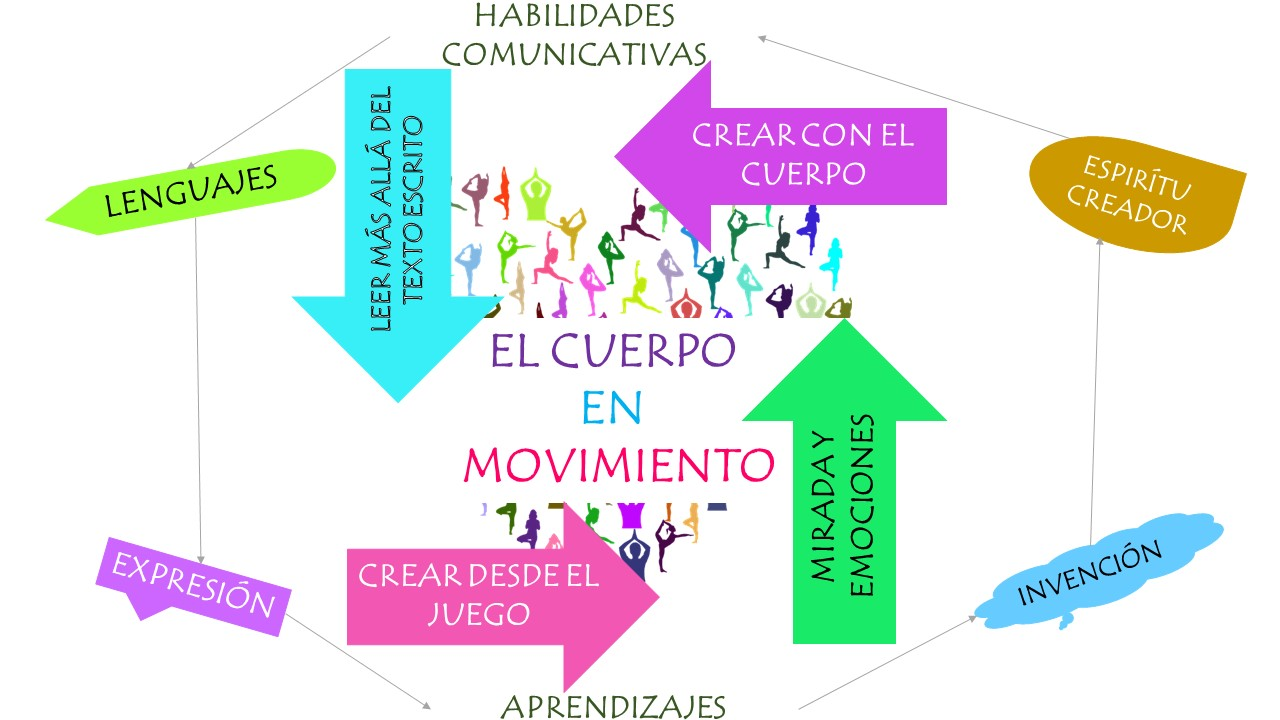 HABILIDADES
COMUNICATIVAS
LEER MÁS ALLÁ DEL
TEXTO ESCRITO
CREAR CON EL
CUERPO
LENGUAJES
ESPIRÍTU
CREADOR
EL CUERPO
EN
MOVIMIENTO
MIRADA Y
EMOCIONES
EXPRESIÓN
CREAR DESDE EL
JUEGO
INVENCIÓN
APRENDIZAJES